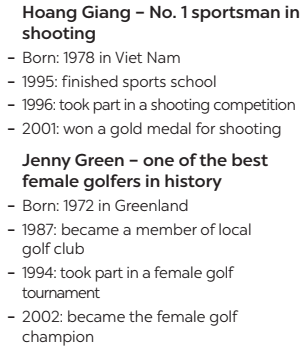 Hoang Giang – No. 1 sportsman in
shooting
– Born: 1978 in Viet Nam
– 1995: finished sports school
– 1996: took part in a shooting competition
– 2001: won a gold medal for shooting
Jenny Green – one of the best
female golfers in history
– Born: 1972 in Greenland
– 1987: became a member of local
golf club
– 1994: took part in a female golf
tournament
– 2002: became the female golf
champion